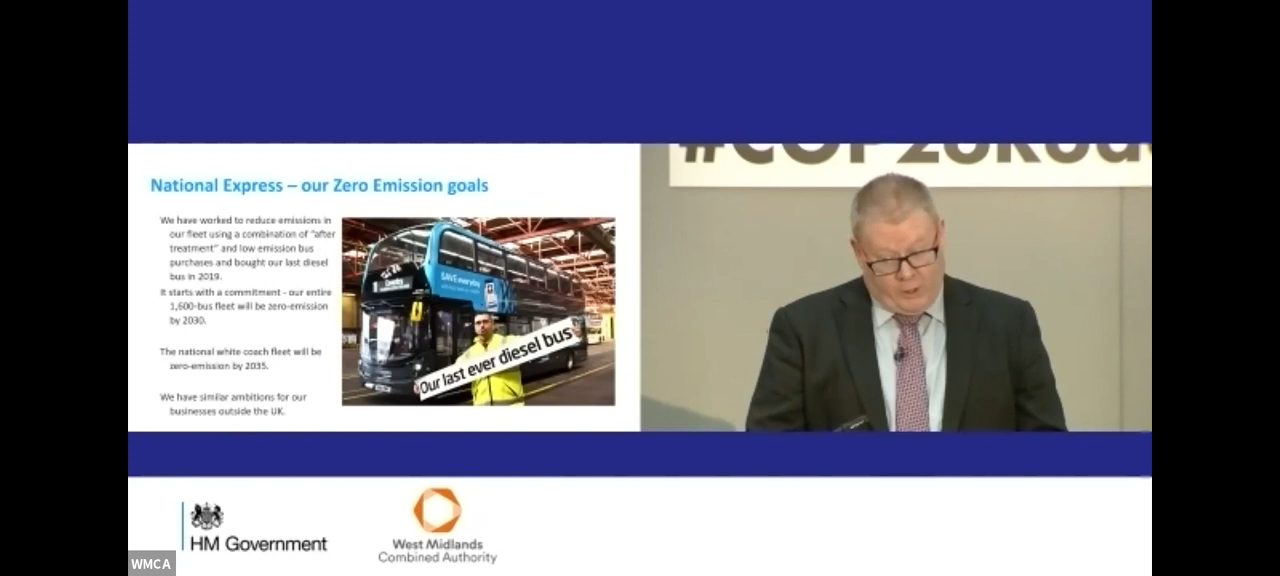 #COP26Road
National Express – our Zero Emission goals
We have worked to reduce emissions in
our fleet using a combination of "after
treatment" and low emission bus
purchases and bought our last diesel
bus in 2019.
It starts with a commitment - our entire
1,600-bus fleet will be zero-emission
by 2030.
The national white coach fleet will be
zero-emission by 2035.
We have similar ambitions for our
businesses outside the UK.
Coventry
SAVE everyday
Our last ever diesel bus
HM Government
West Midlands
Combined Authority
WMCA